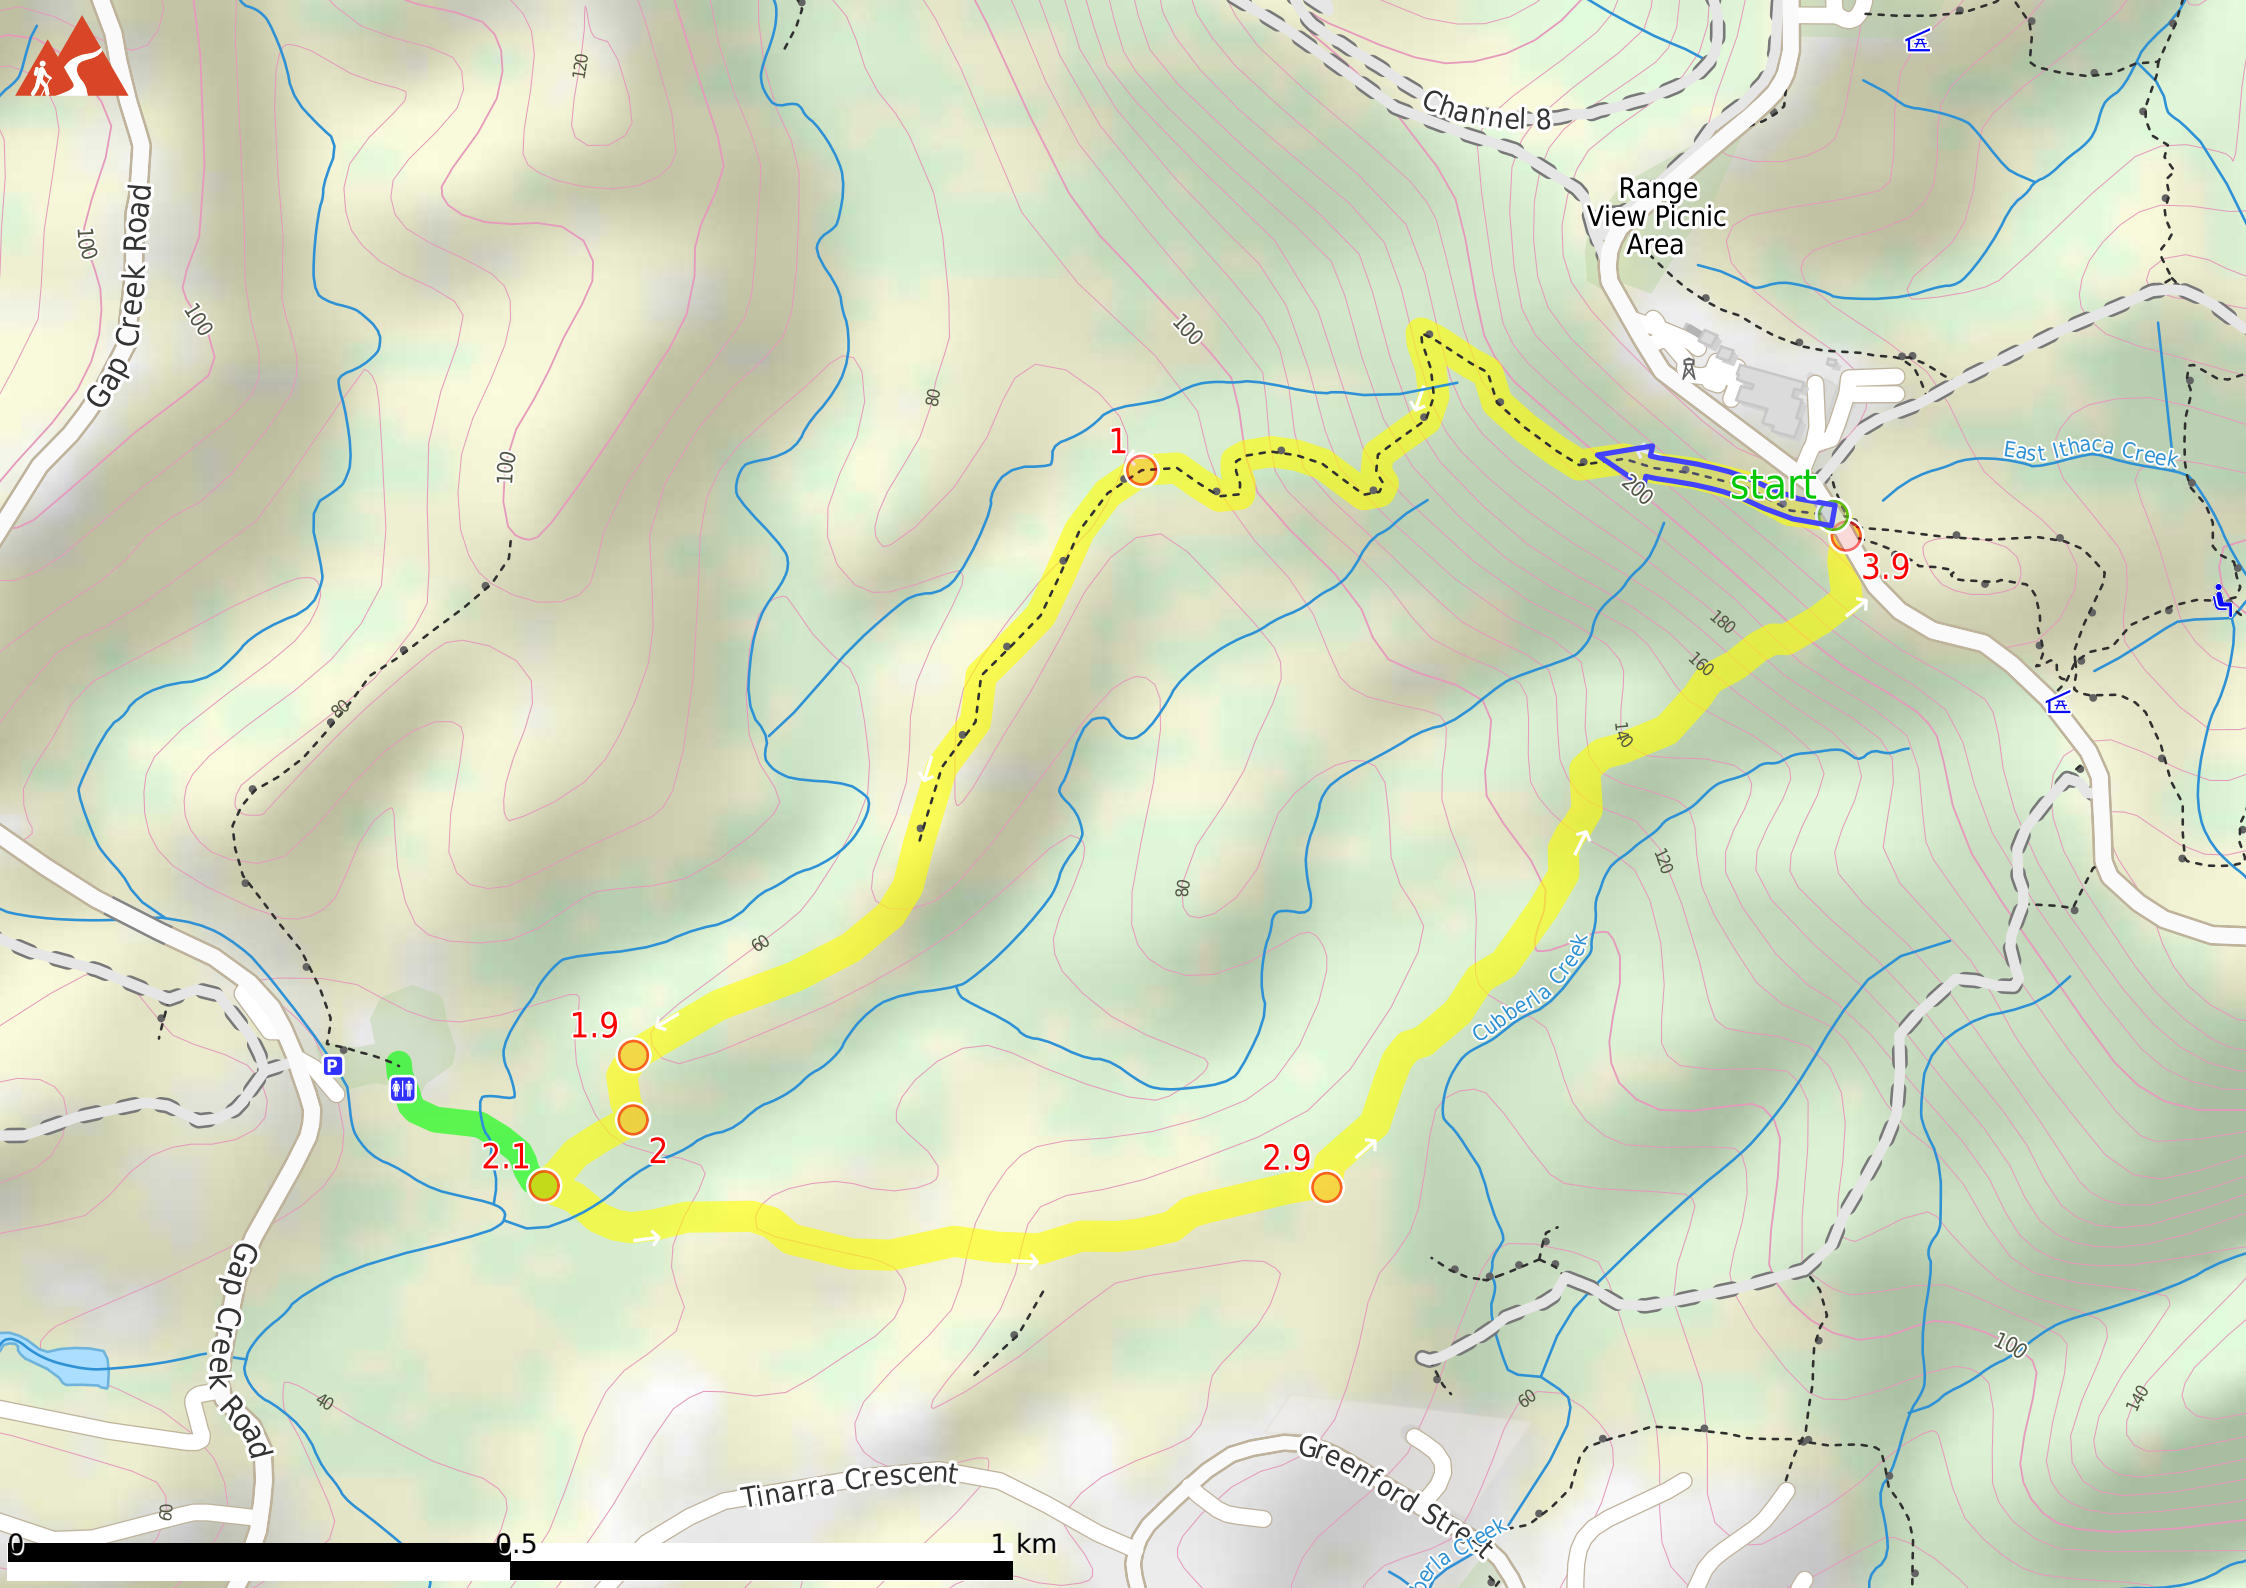 120
Channel 8
Range
View Picnic
Area
Gap Creek Road
100
100
100
80
100
1
East Ithaca Creek
start
200
3.9
180
160
140
80
80
120
60
Cubberla Creek
1.9
P
2.1
2
2.9
Gap Creek Road
40
60
100
140
60
Tinarra Crescent
Greenford Street
berla Creek
0
0.5
1 km